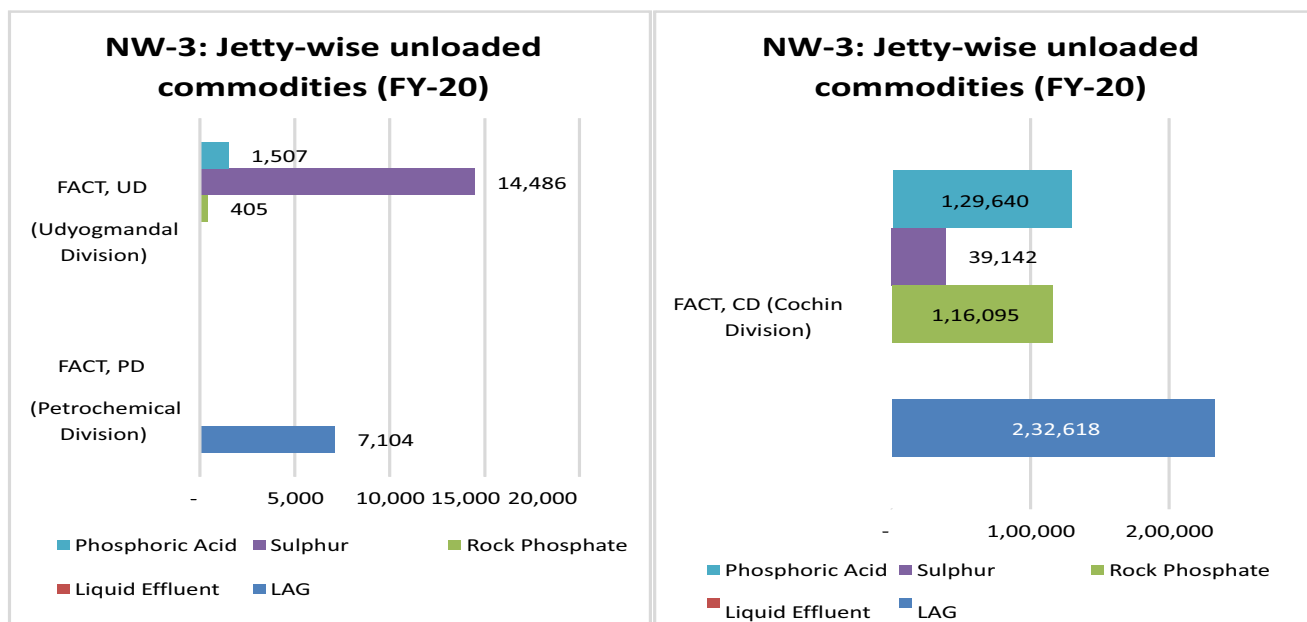 NW-3: Jetty-wise unloaded
commodities (FY-20)
1,507
14,486
405
FACT, UD
(Udyogmandal
Division)
FACT, PD
(Petrochemical
Division)
7,104
- 5,000 10,000 15,000 20,000
Phosphoric Acid Sulphur Rock Phosphate
Liquid Effluent LAG
NW-3: Jetty-wise unloaded
commodities (FY-20)
1,29,640
39,142
FACT, CD (Cochin
Division)
1,16,095
2,32,618
- 1,00,000 2,00,000
Phosphoric Acid Sulphur Rock Phosphate
Liquid Effluent LAG